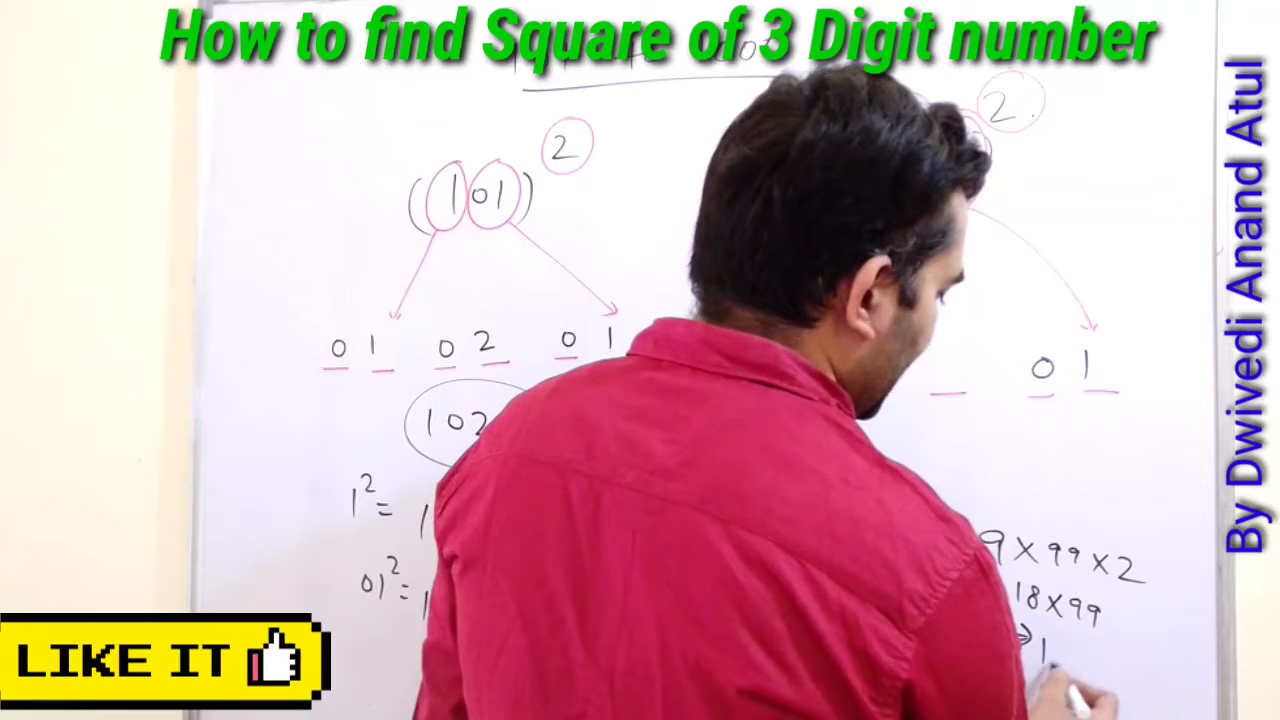 How to find Square of 3 Digit number
2
2
(101)
01 02 01
01
102
1² =
9 X 99 X 2
01² =
18 X 99
→ 1
LIKE IT
By Dwivedi Anand Atul